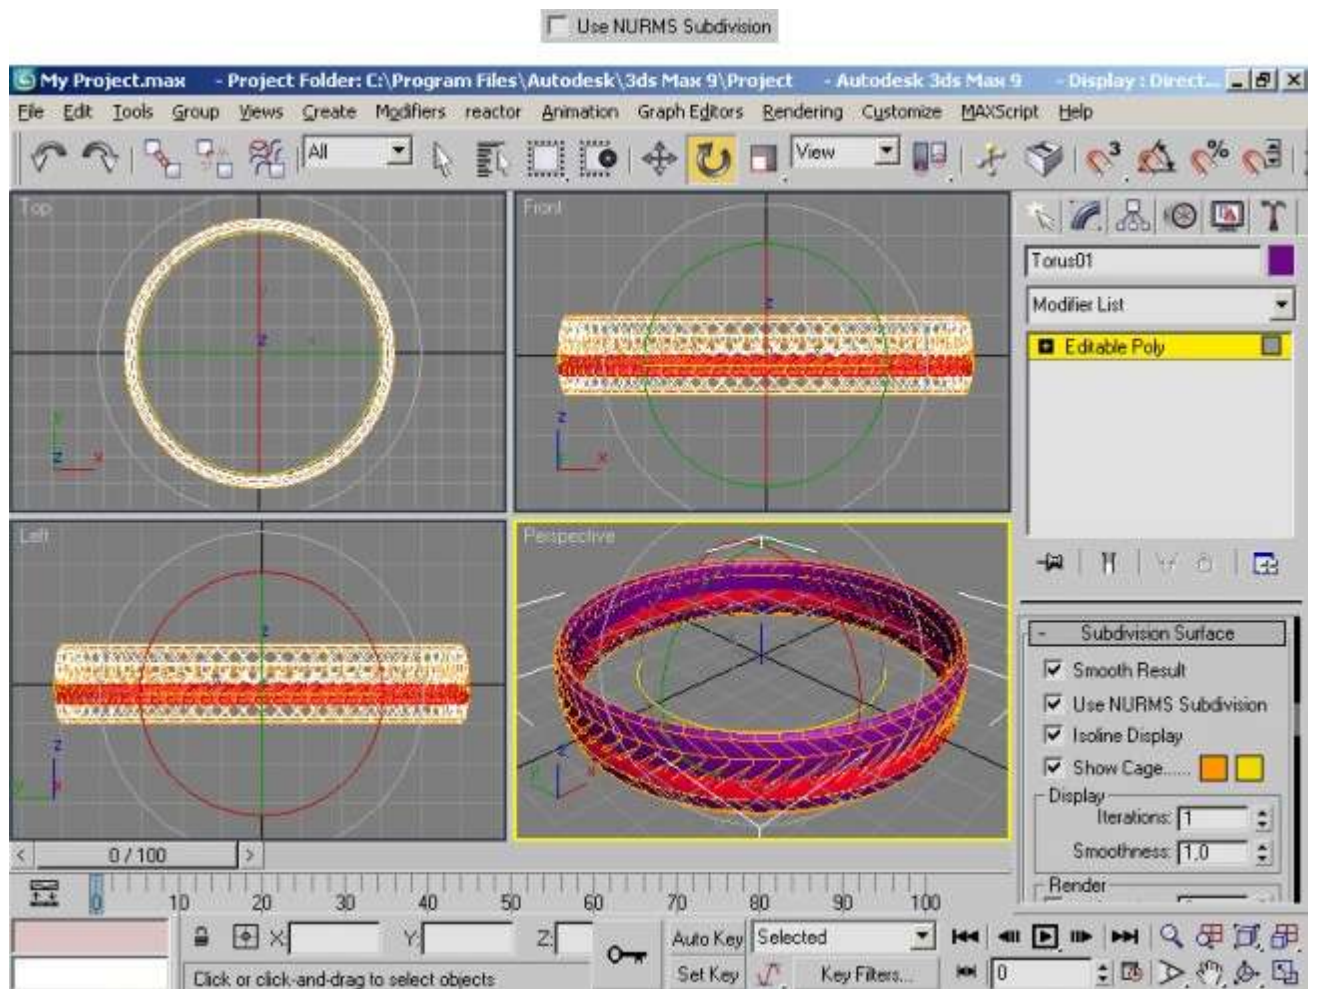 Use NURMS Subdivision
My Project.max - Project Folder: C:\Program Files\Autodesk\3ds Max 9\Project - Autodesk 3ds Max 9 - Display : Direct...
File Edit Tools Group Views Create Modifiers reactor Animation Graph Editors Rendering Customize MAXScript Help
All
View
3
%
Top
Front
Torus01
Modifier List
Editable Poly
Left
Perspective
Subdivision Surface
Smooth Result
Use NURMS Subdivision
Isoline Display
Show Cage......
Display
Iterations: 1
Smoothness: 1,0
Render
0 / 100
0 10 20 30 40 50 60 70 80 90 100
X: Y: Z:
Auto Key Selected
Set Key Key Filters...
0
Click or click-and-drag to select objects